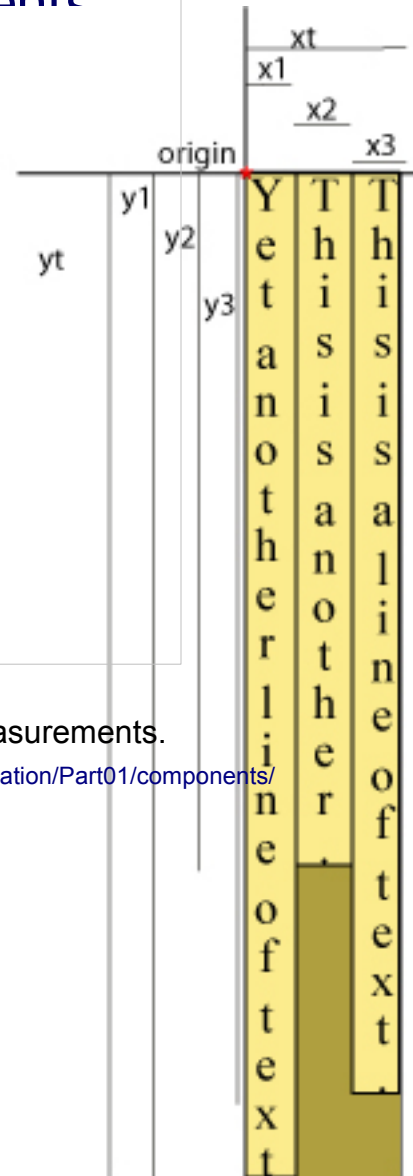 ents
xt
x1
x2
x3
origin
y1
y2
y3
yt
This is a line of text.
This is another.
Yet another line of text
asurements.
ation/Part01/components/